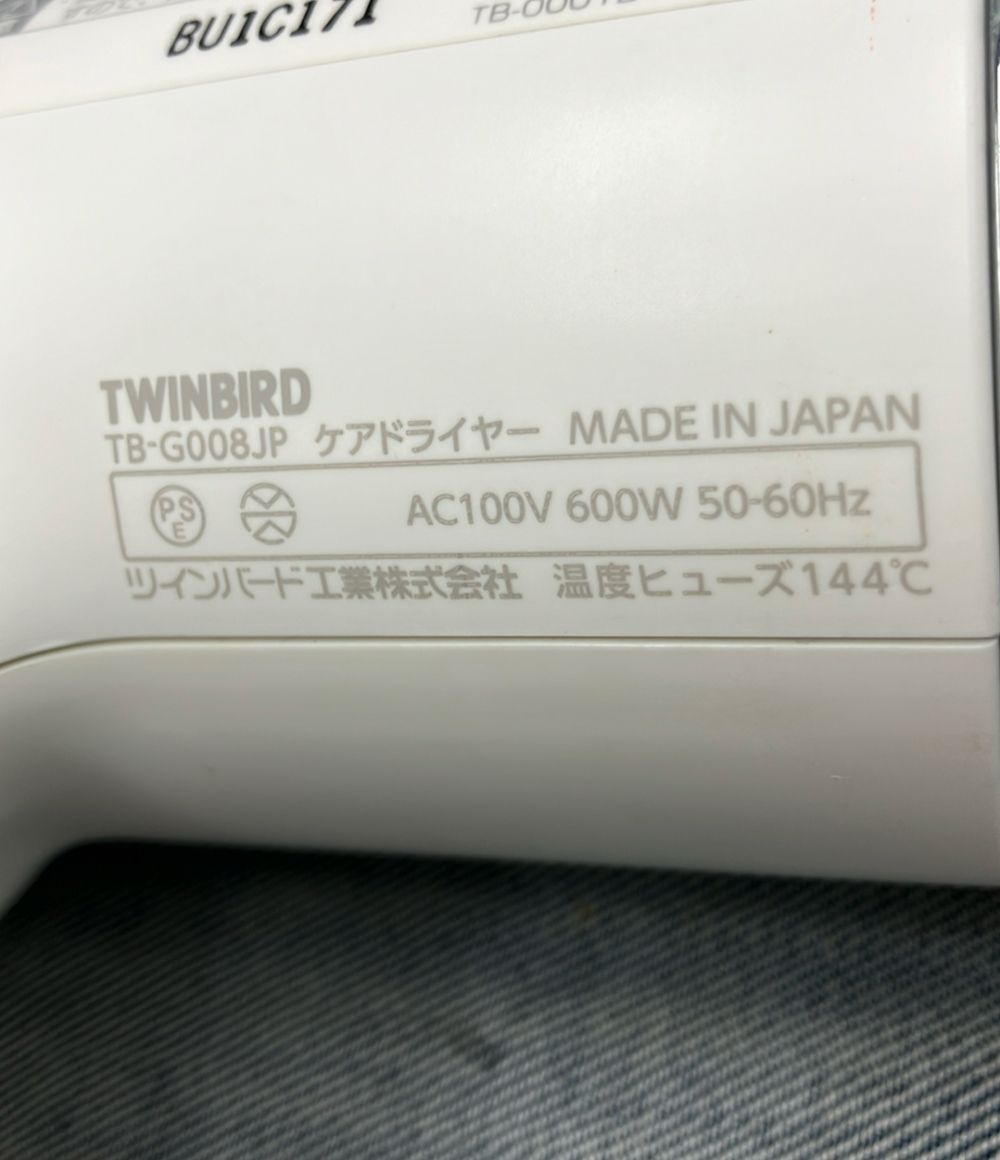 BU1C171
TWINBIRD
TB-G008JP ケアドライヤー MADE IN JAPAN
PS
E
AC100V 600W 50-60Hz
ツインバード工業株式会社 温度ヒューズ144℃